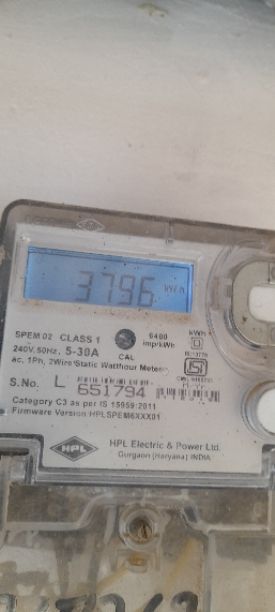 3796 kWh
SPEM 02 CLASS 1
240V, 50Hz, 5-30A
CAL
6400
imp/kWh
kWh
ac, 1Ph, 2Wire Static Watthour Meter
S.No. L 651794
Category C3 as per IS 15959:2011
Firmware Version HPLSPEM6XXX01
HPL
HPL Electric & Power Ltd.
Gurgaon (Haryana) INDIA